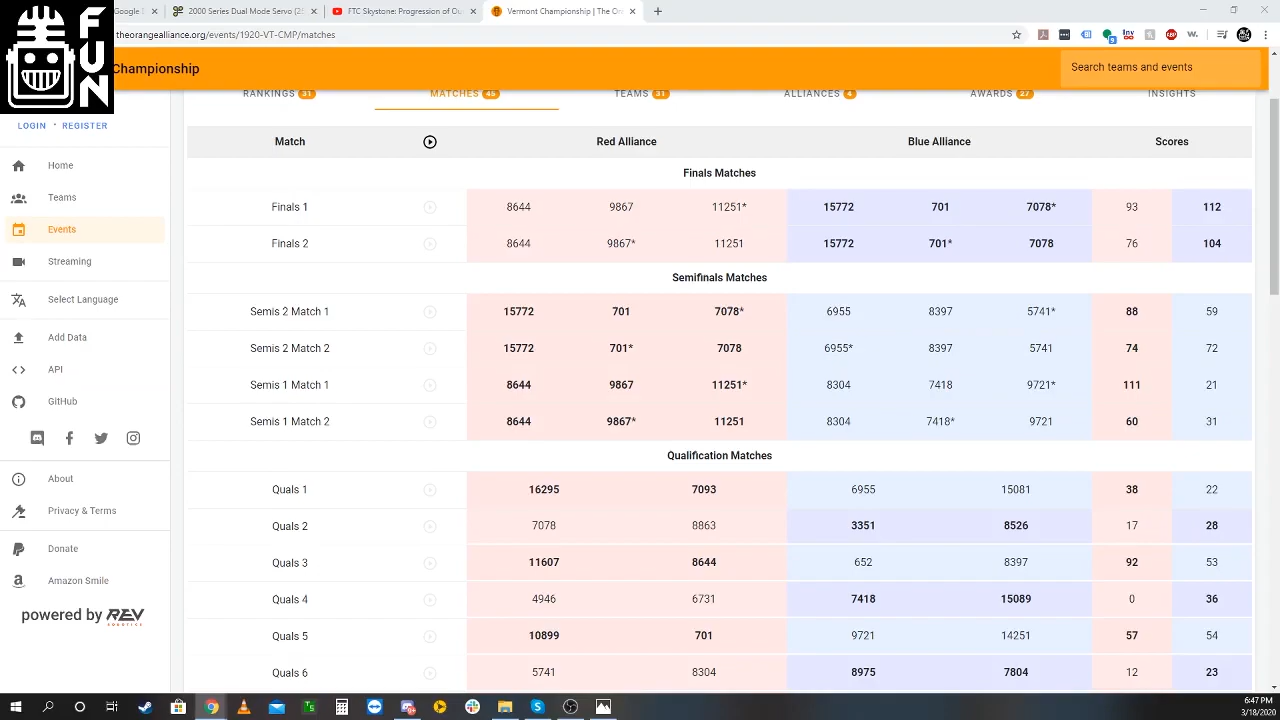 Google
2000 Series Dual Mode Servo (25
FTC Skystone: Progression of Ou
Vermont Championship | The Ora
theorangealliance.org/events/1920-VT-CMP/matches
FUN
Championship
Search teams and events
RANKINGS 31
MATCHES 45
TEAMS 31
ALLIANCES 4
AWARDS 27
INSIGHTS
LOGIN · REGISTER
Home
Teams
Events
Streaming
Select Language
Add Data
API
GitHub
About
Privacy & Terms
Donate
Amazon Smile
powered by REV
ROBOTICS
Match Red Alliance Blue Alliance Scores
Finals Matches
Finals 1 8644 9867 11251* 15772 701 7078* 93 112
Finals 2 8644 9867* 11251 15772 701* 7078 76 104
Semifinals Matches
Semis 2 Match 1 15772 701 7078* 6955 8397 5741* 88 59
Semis 2 Match 2 15772 701* 7078 6955* 8397 5741 74 72
Semis 1 Match 1 8644 9867 11251* 8304 7418 9721* 111 21
Semis 1 Match 2 8644 9867* 11251 8304 7418* 9721 60 31
Qualification Matches
Quals 1 16295 7093 6955 15081 38 22
Quals 2 7078 8863 3351 8526 17 28
Quals 3 11607 8644 652 8397 92 53
Quals 4 4946 6731 7418 15089 0 36
Quals 5 10899 701 9721 14251 57 54
Quals 6 5741 8304 8975 7804 12 23
6:47 PM
3/18/2020